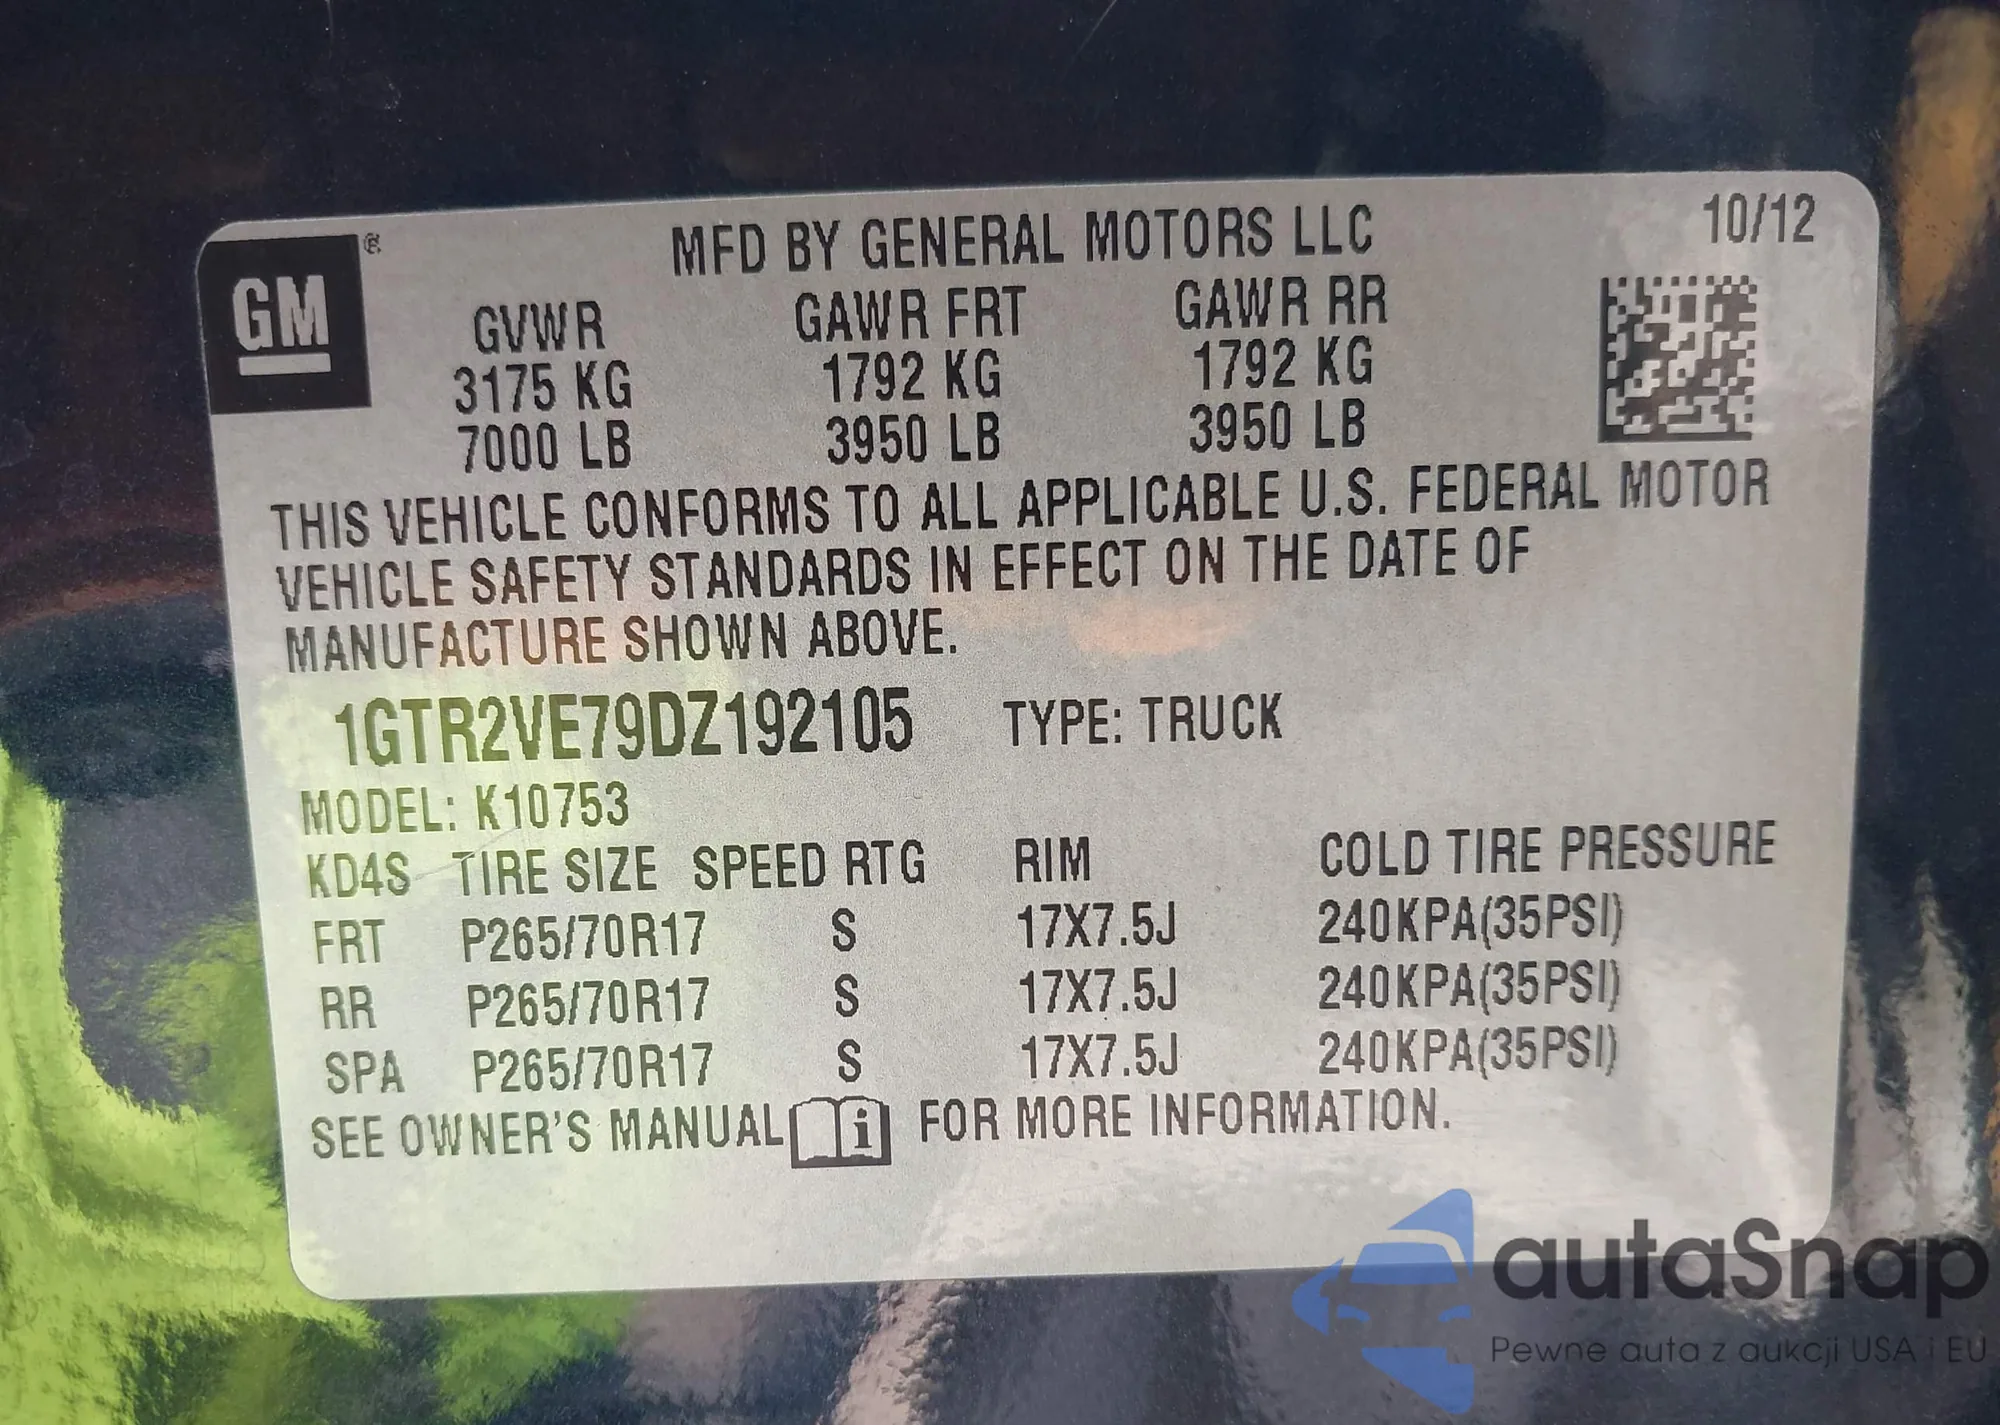 MFD BY GENERAL MOTORS LLC 10/12
GM ®
GVWR GAWR FRT GAWR RR
3175 KG 1792 KG 1792 KG
7000 LB 3950 LB 3950 LB
THIS VEHICLE CONFORMS TO ALL APPLICABLE U.S. FEDERAL MOTOR
VEHICLE SAFETY STANDARDS IN EFFECT ON THE DATE OF
MANUFACTURE SHOWN ABOVE.
1GTR2VE79DZ192105 TYPE: TRUCK
MODEL: K10753
KD4S TIRE SIZE SPEED RTG RIM COLD TIRE PRESSURE
FRT P265/70R17 S 17X7.5J 240KPA(35PSI)
RR P265/70R17 S 17X7.5J 240KPA(35PSI)
SPA P265/70R17 S 17X7.5J 240KPA(35PSI)
SEE OWNER'S MANUAL i FOR MORE INFORMATION.
autaSnap
Pewne auta z aukcji USA i EU